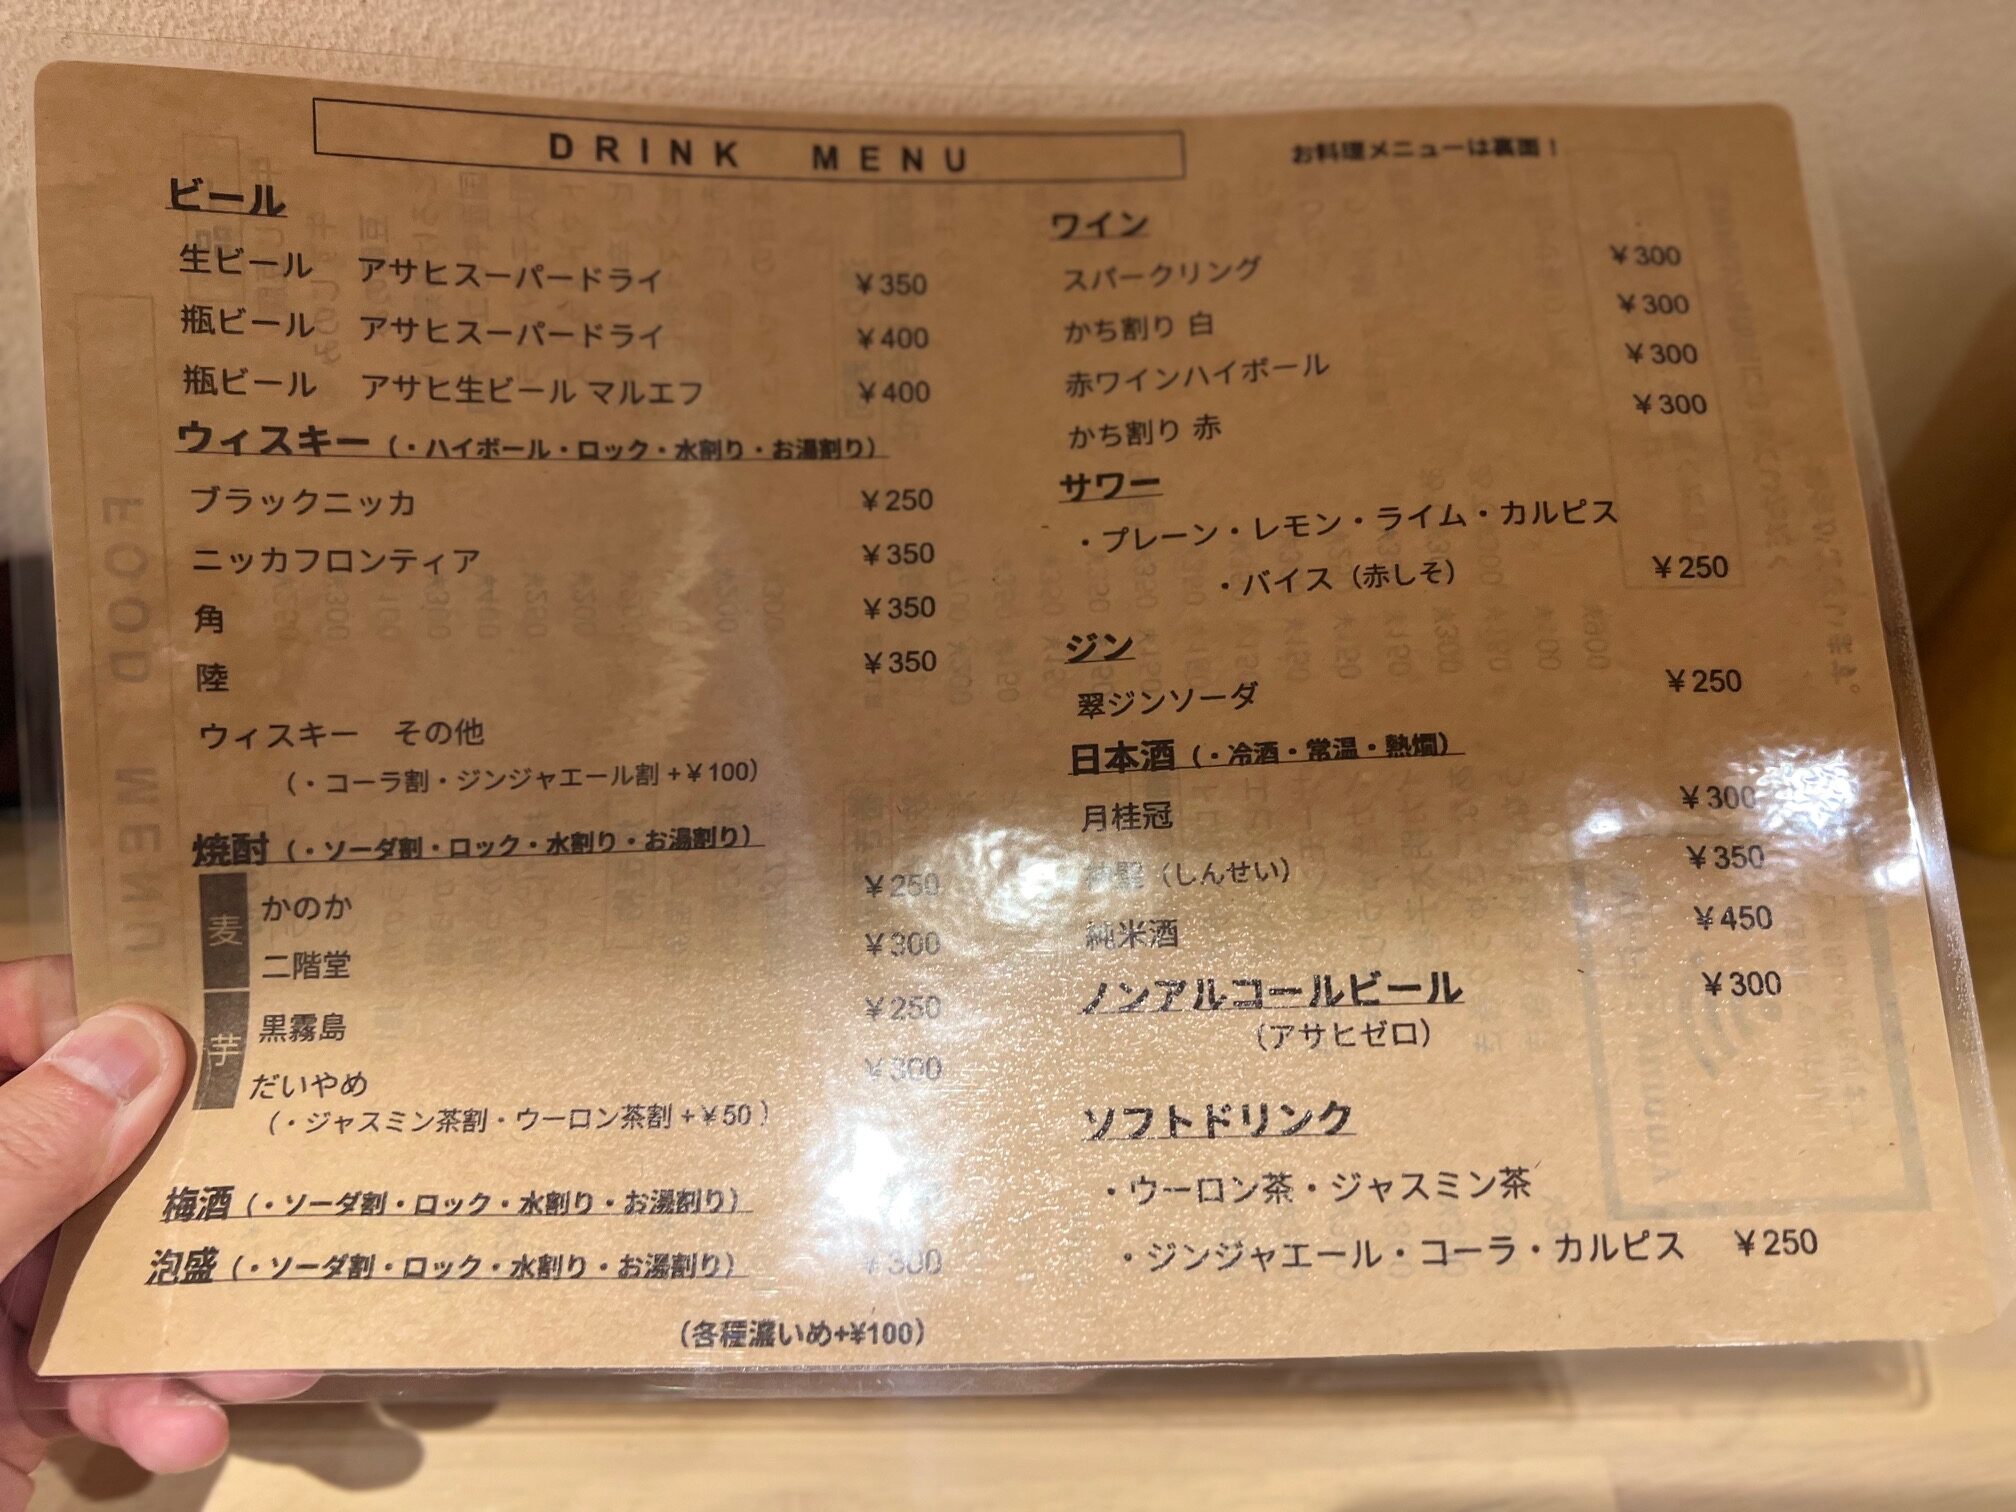 DRINK MENU
お料理メニューは裏面！
ビール
生ビール アサヒスーパードライ ¥350
瓶ビール アサヒスーパードライ ¥400
瓶ビール アサヒ生ビール マルエフ ¥400
ウィスキー（・ハイボール・ロック・水割り・お湯割り）
ブラックニッカ ¥250
ニッカフロンティア ¥350
角 ¥350
陸 ¥350
ウィスキー その他
（・コーラ割・ジンジャエール割 +¥100）
焼酎（・ソーダ割・ロック・水割り・お湯割り）
麦
かのか ¥250
二階堂 ¥300
芋
黒霧島 ¥250
だいやめ ¥300
（・ジャスミン茶割・ウーロン茶割 +¥50）
梅酒（・ソーダ割・ロック・水割り・お湯割り）
泡盛（・ソーダ割・ロック・水割り・お湯割り） ¥300
（各種濃いめ+¥100）
ワイン
スパークリング ¥300
かち割り 白 ¥300
赤ワインハイボール ¥300
かち割り 赤 ¥300
サワー
・プレーン・レモン・ライム・カルピス
・バイス（赤しそ） ¥250
ジン
翠ジンソーダ ¥250
日本酒（・冷酒・常温・熱燗）
月桂冠 ¥300
（しんせい） ¥350
純米酒 ¥450
ノンアルコールビール ¥300
（アサヒゼロ）
ソフトドリンク
・ウーロン茶・ジャスミン茶
・ジンジャエール・コーラ・カルピス ¥250